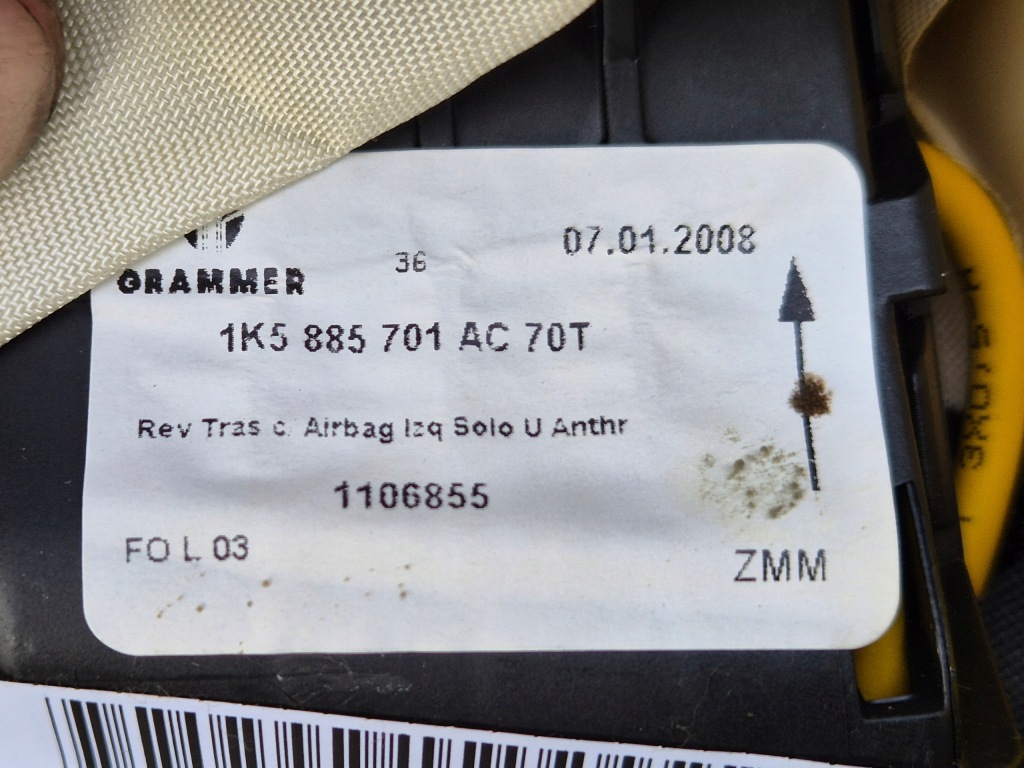 36
07.01.2008
GRAMMER
1K5 885 701 AC 70T
Rev Tras c. Airbag Izq Solo U Anthr
1106855
FO L 03
ZMM